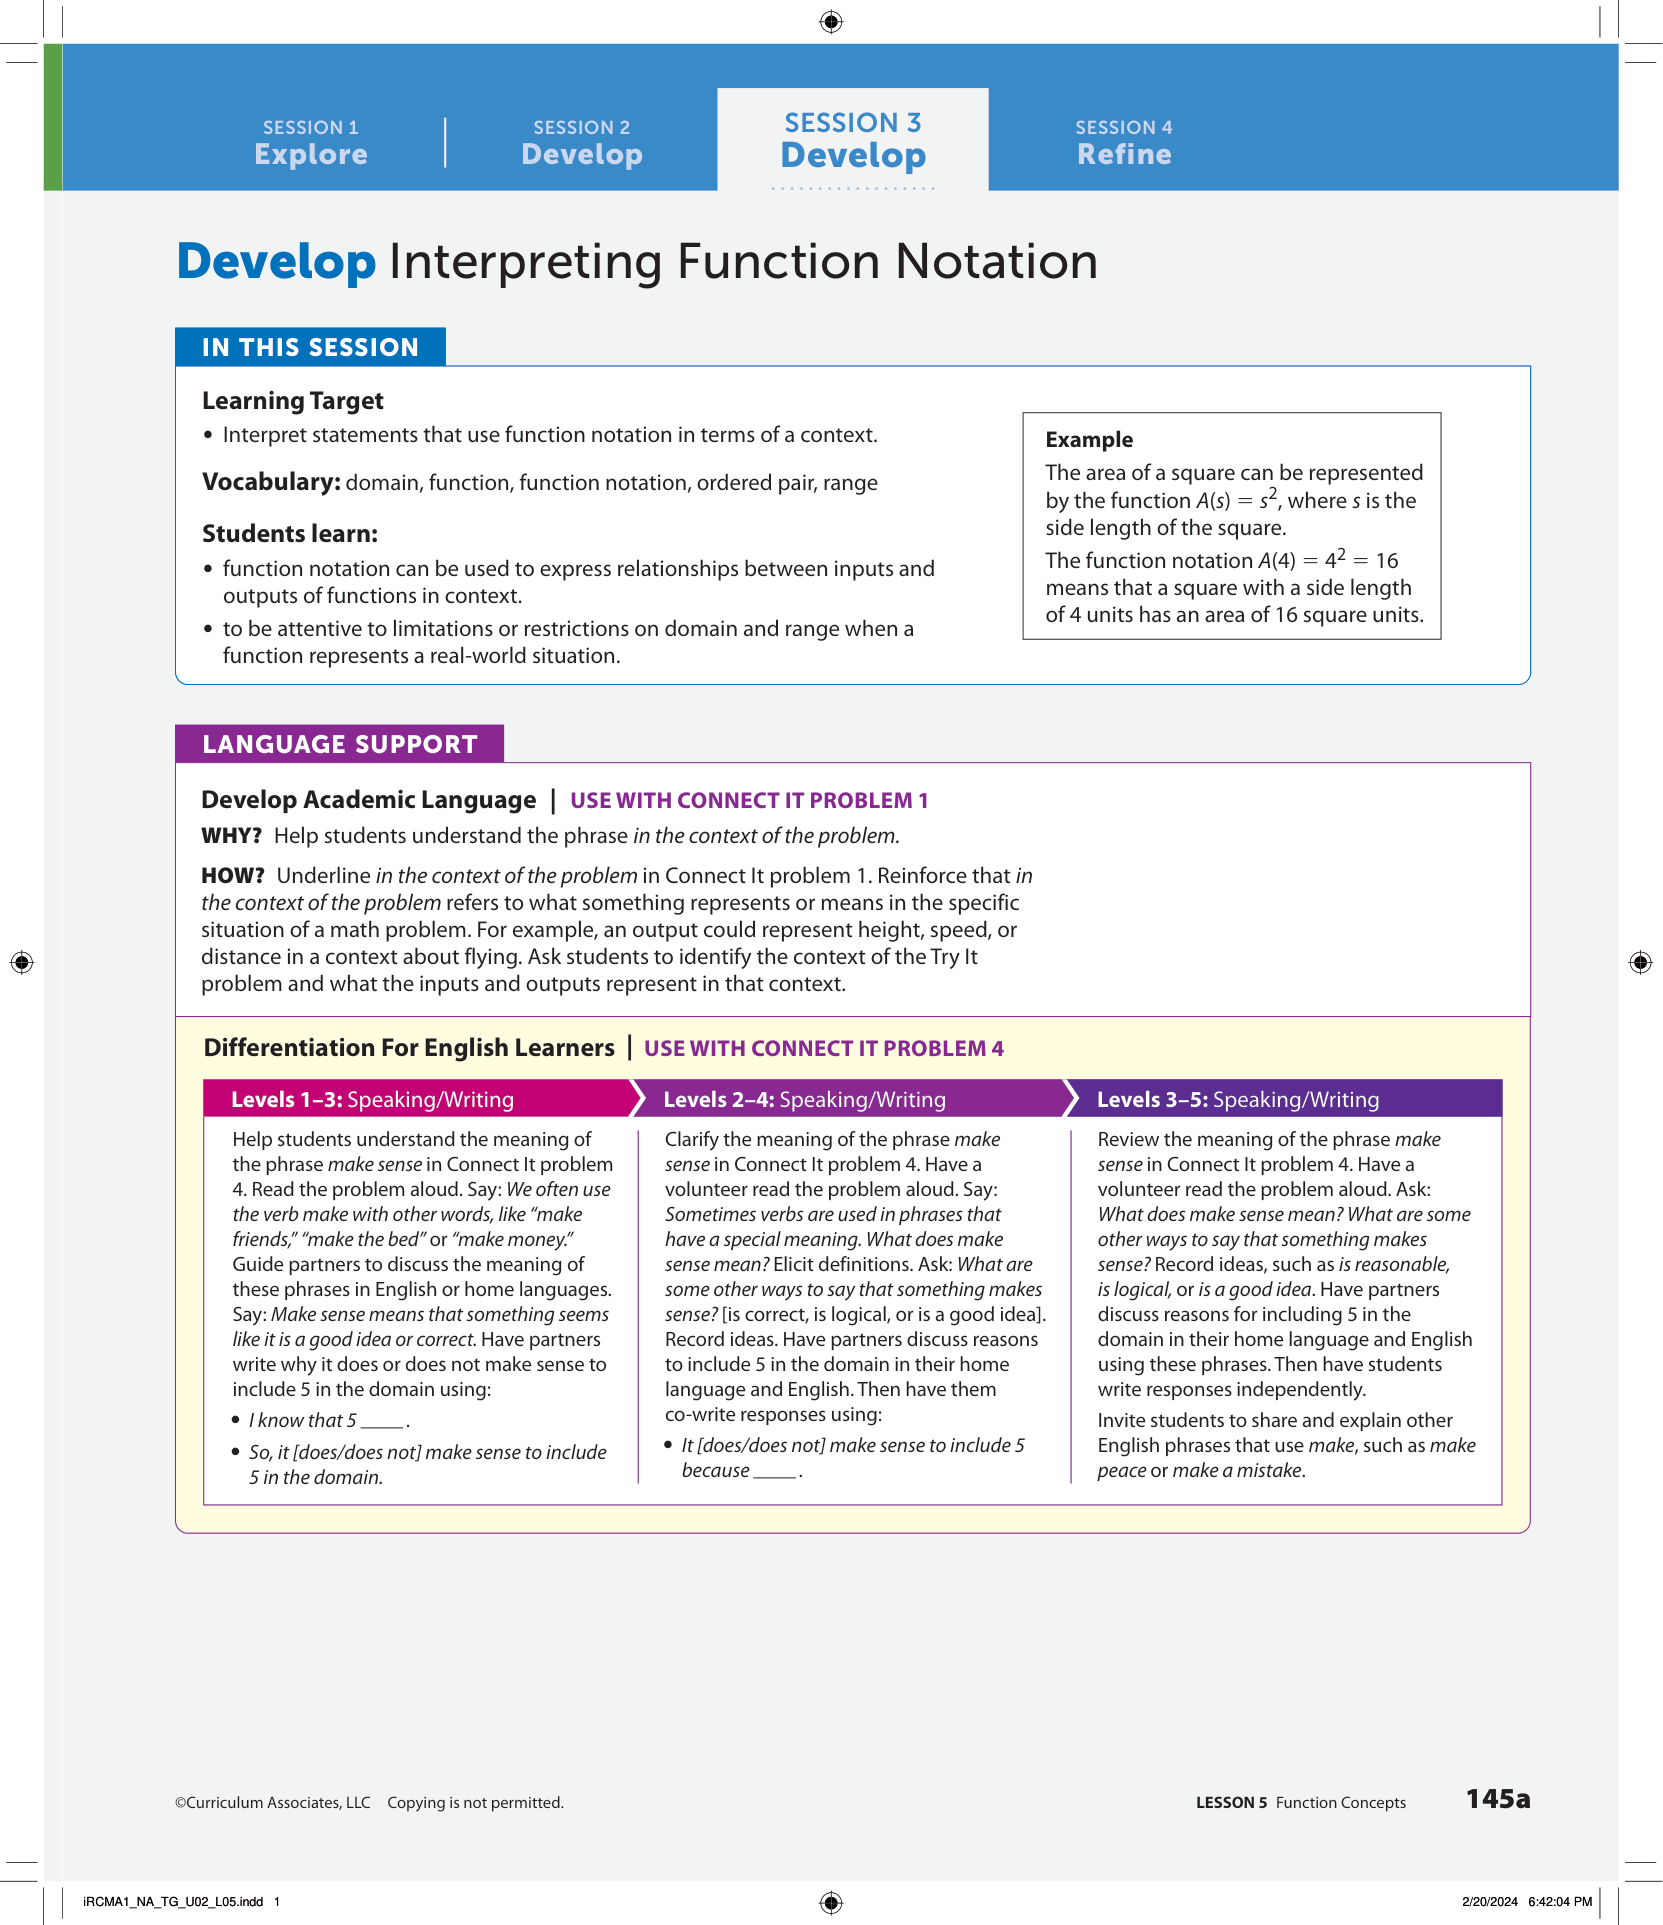 SESSION 1
Explore
SESSION 2
Develop
SESSION 3
Develop
SESSION 4
Refine
Develop Interpreting Function Notation
IN THIS SESSION
Learning Target
• Interpret statements that use function notation in terms of a context.
Vocabulary: domain, function, function notation, ordered pair, range
Students learn:
• function notation can be used to express relationships between inputs and
outputs of functions in context.
• to be attentive to limitations or restrictions on domain and range when a
function represents a real-world situation.
Example
The area of a square can be represented
by the function A(s) = s², where s is the
side length of the square.
The function notation A(4) = 4² = 16
means that a square with a side length
of 4 units has an area of 16 square units.
LANGUAGE SUPPORT
Develop Academic Language | USE WITH CONNECT IT PROBLEM 1
WHY? Help students understand the phrase in the context of the problem.
HOW? Underline in the context of the problem in Connect It problem 1. Reinforce that in
the context of the problem refers to what something represents or means in the specific
situation of a math problem. For example, an output could represent height, speed, or
distance in a context about flying. Ask students to identify the context of the Try It
problem and what the inputs and outputs represent in that context.
Differentiation For English Learners | USE WITH CONNECT IT PROBLEM 4
Levels 1–3: Speaking/Writing
Help students understand the meaning of
the phrase make sense in Connect It problem
4. Read the problem aloud. Say: We often use
the verb make with other words, like “make
friends,” “make the bed” or “make money.”
Guide partners to discuss the meaning of
these phrases in English or home languages.
Say: Make sense means that something seems
like it is a good idea or correct. Have partners
write why it does or does not make sense to
include 5 in the domain using:
• I know that 5 ____ .
• So, it [does/does not] make sense to include
5 in the domain.
Levels 2–4: Speaking/Writing
Clarify the meaning of the phrase make
sense in Connect It problem 4. Have a
volunteer read the problem aloud. Say:
Sometimes verbs are used in phrases that
have a special meaning. What does make
sense mean? Elicit definitions. Ask: What are
some other ways to say that something makes
sense? [is correct, is logical, or is a good idea].
Record ideas. Have partners discuss reasons
to include 5 in the domain in their home
language and English. Then have them
co-write responses using:
• It [does/does not] make sense to include 5
because ____ .
Levels 3–5: Speaking/Writing
Review the meaning of the phrase make
sense in Connect It problem 4. Have a
volunteer read the problem aloud. Ask:
What does make sense mean? What are some
other ways to say that something makes
sense? Record ideas, such as is reasonable,
is logical, or is a good idea. Have partners
discuss reasons for including 5 in the
domain in their home language and English
using these phrases. Then have students
write responses independently.
Invite students to share and explain other
English phrases that use make, such as make
peace or make a mistake.
©Curriculum Associates, LLC Copying is not permitted.
LESSON 5 Function Concepts
145a
iRCMA1_NA_TG_U02_L05.indd 1
2/20/2024 6:42:04 PM